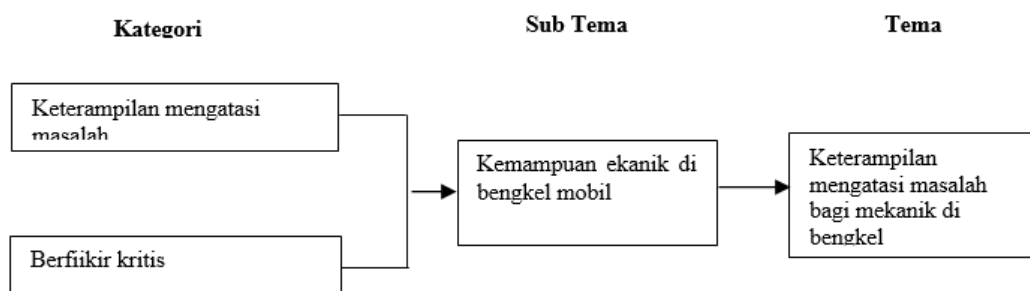 Kategori
Sub Tema
Tema
Keterampilan mengatasi
masalah
Berfiikir kritis
Kemampuan ekanik di
bengkel mobil
Keterampilan
mengatasi masalah
bagi mekanik di
bengkel